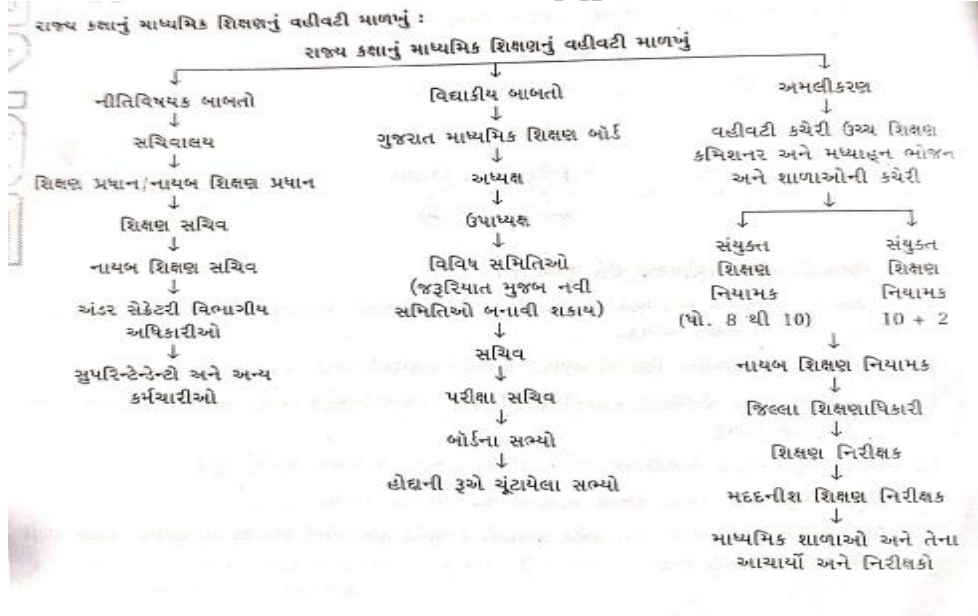 રાજ્ય કક્ષાનું માધ્યમિક શિક્ષણનું વહીવટી માળખું :
રાજ્ય કક્ષાનું માધ્યમિક શિક્ષણનું વહીવટી માળખું
નીતિવિષયક બાબતો
સચિવાલય
શિક્ષણ પ્રધાન/નાયબ શિક્ષણ પ્રધાન
શિક્ષણ સચિવ
નાયબ શિક્ષણ સચિવ
અંડર સેક્રેટરી વિભાગીય
અધિકારીઓ
સુપરિન્ટેન્ડેન્ટો અને અન્ય
કર્મચારીઓ
વિદ્યાકીય બાબતો
ગુજરાત માધ્યમિક શિક્ષણ બૉર્ડ
અધ્યક્ષ
ઉપાધ્યક્ષ
વિવિધ સમિતિઓ
(જરૂરિયાત મુજબ નવી
સમિતિઓ બનાવી શકાય)
સચિવ
પરીક્ષા સચિવ
બૉર્ડના સભ્યો
હોદાની રૂએ ચૂંટાયેલા સભ્યો
અમલીકરણ
વહીવટી કચેરી ઉચ્ચ શિક્ષણ
કમિશનર અને મધ્યાહ્ન ભોજન
અને શાળાઓની કચેરી
સંયુક્ત
શિક્ષણ
નિયામક
(ધો. 8 થી 10)
સંયુક્ત
શિક્ષણ
નિયામક
10 + 2
નાયબ શિક્ષણ નિયામક
જિલ્લા શિક્ષણાધિકારી
શિક્ષણ નિરીક્ષક
મદદનીશ શિક્ષણ નિરીક્ષક
માધ્યમિક શાળાઓ અને તેના
આચાર્યો અને નિરીક્ષકો